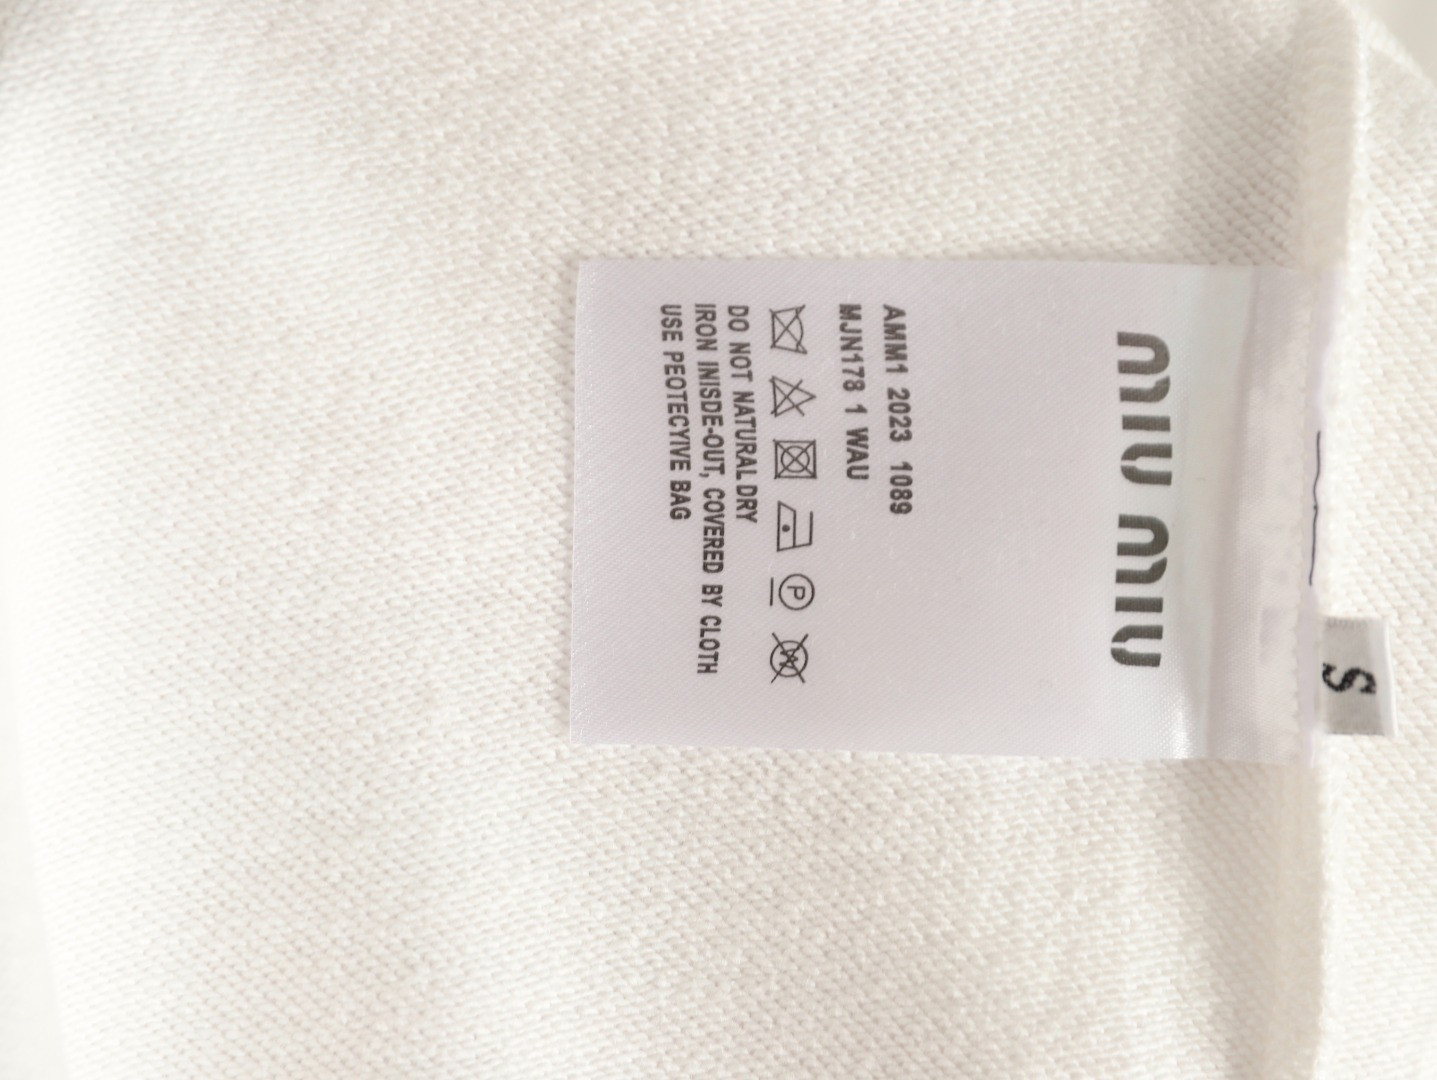 miu miu
S
AMM1 2023 1089
MJN178 1 WAU
P
W
DO NOT NATURAL DRY
IRON INISDE-OUT, COVERED BY CLOTH
USE PEOTECYIVE BAG